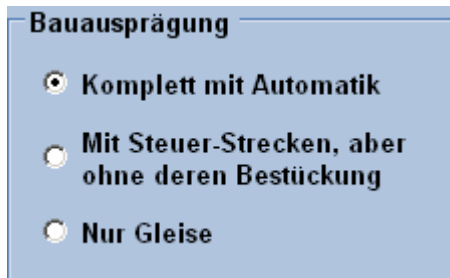 Bauausprägung
Komplett mit Automatik
Mit Steuer-Strecken, aber
ohne deren Bestückung
Nur Gleise